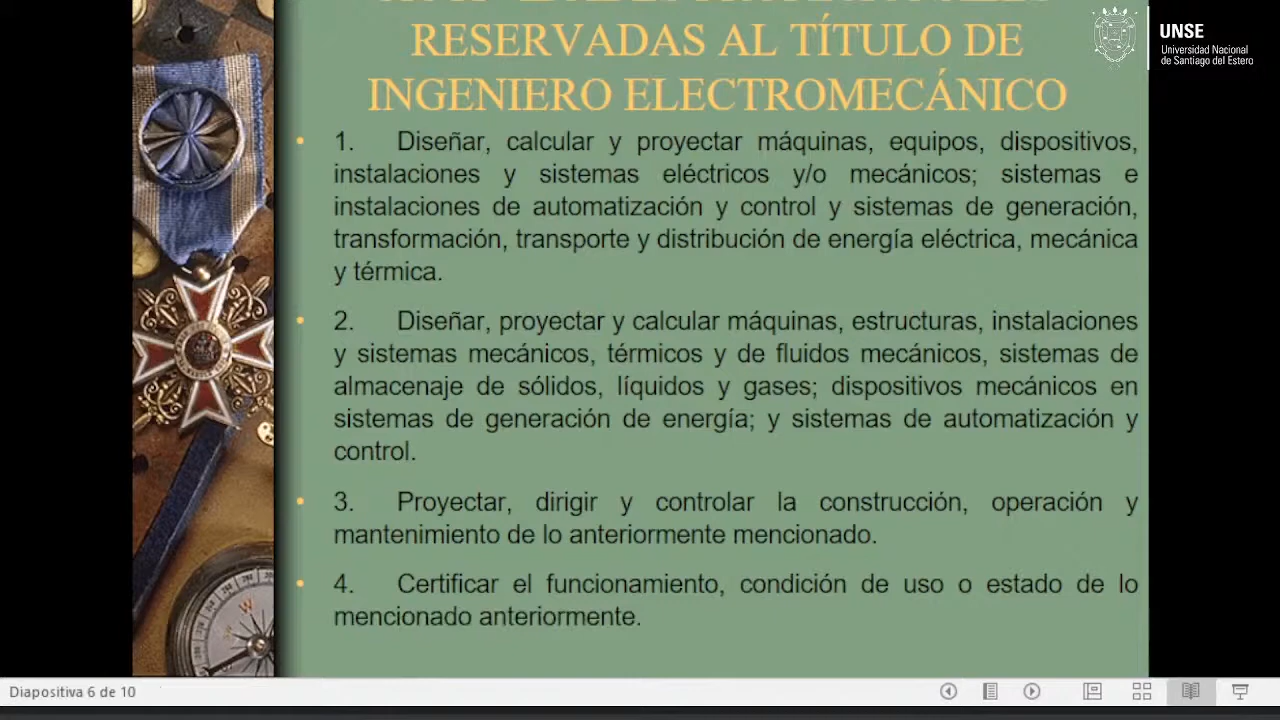 RESERVADAS AL TÍTULO DE
INGENIERO ELECTROMECÁNICO
UNSE
Universidad Nacional
de Santiago del Estero
• 1. Diseñar, calcular y proyectar máquinas, equipos, dispositivos,
instalaciones y sistemas eléctricos y/o mecánicos; sistemas e
instalaciones de automatización y control y sistemas de generación,
transformación, transporte y distribución de energía eléctrica, mecánica
y térmica.
• 2. Diseñar, proyectar y calcular máquinas, estructuras, instalaciones
y sistemas mecánicos, térmicos y de fluidos mecánicos, sistemas de
almacenaje de sólidos, líquidos y gases; dispositivos mecánicos en
sistemas de generación de energía; y sistemas de automatización y
control.
• 3. Proyectar, dirigir y controlar la construcción, operación y
mantenimiento de lo anteriormente mencionado.
• 4. Certificar el funcionamiento, condición de uso o estado de lo
mencionado anteriormente.
W
Diapositiva 6 de 10